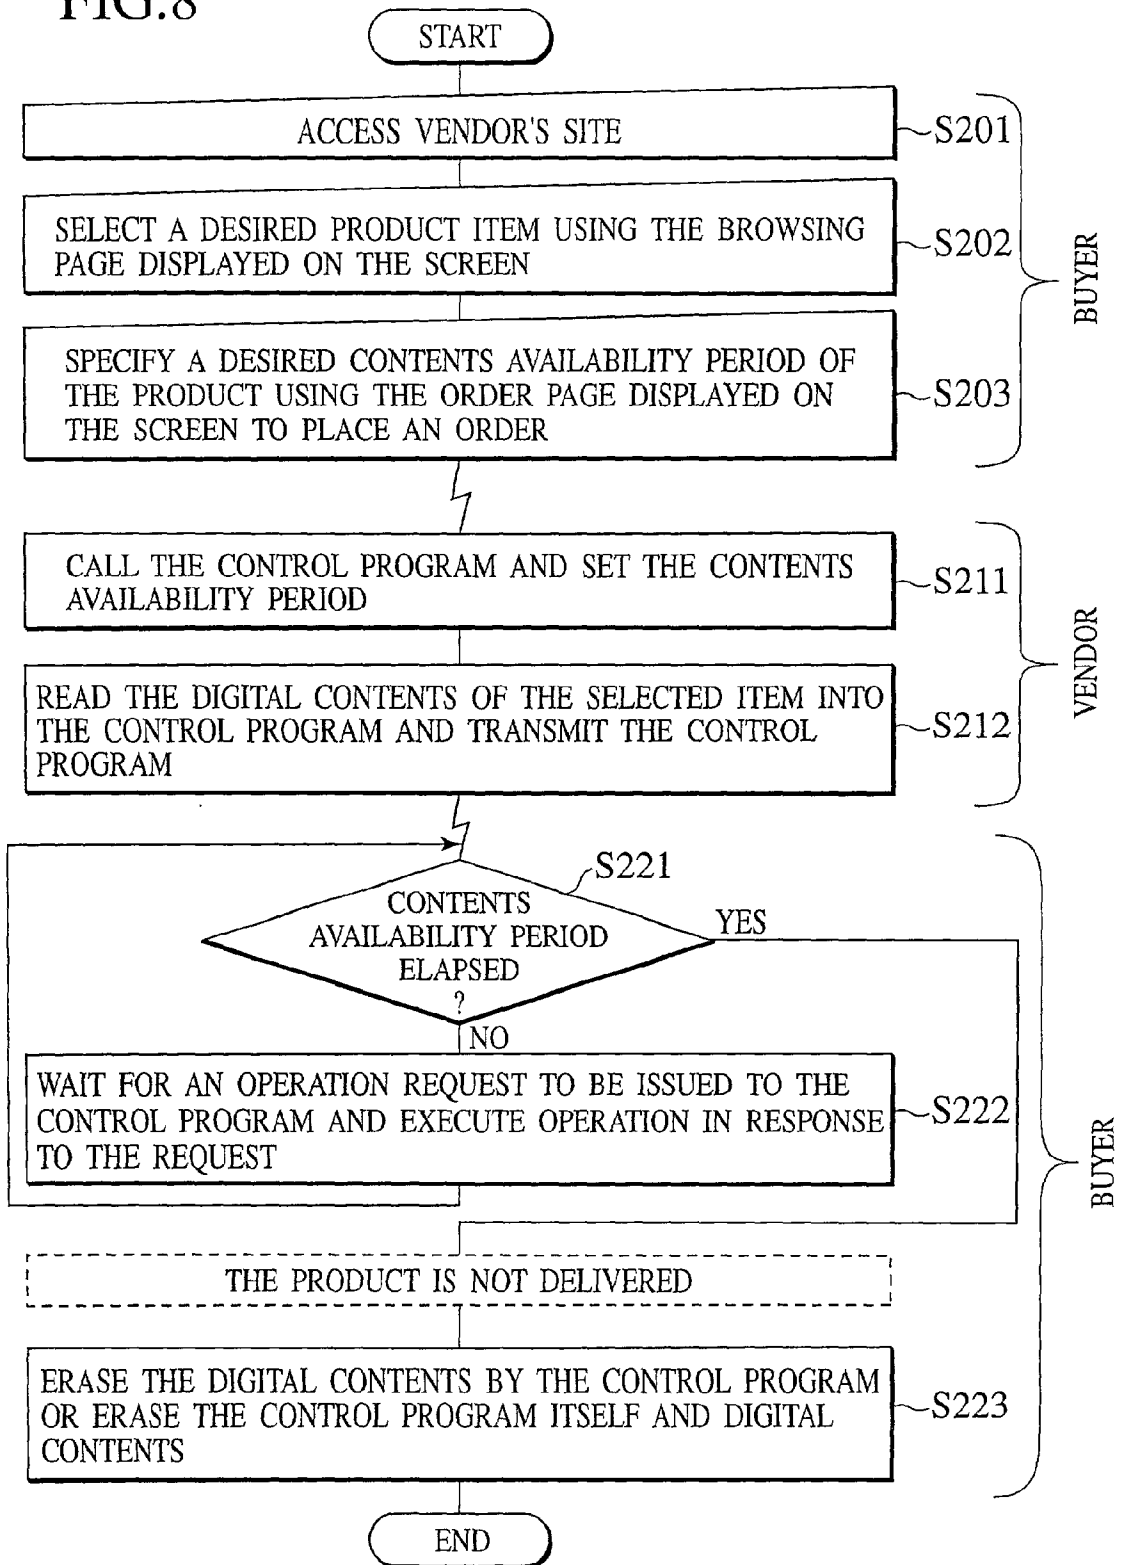 FIG.8
START
ACCESS VENDOR'S SITE
S201
SELECT A DESIRED PRODUCT ITEM USING THE BROWSING
PAGE DISPLAYED ON THE SCREEN
S202
SPECIFY A DESIRED CONTENTS AVAILABILITY PERIOD OF
THE PRODUCT USING THE ORDER PAGE DISPLAYED ON
THE SCREEN TO PLACE AN ORDER
S203
BUYER
CALL THE CONTROL PROGRAM AND SET THE CONTENTS
AVAILABILITY PERIOD
S211
READ THE DIGITAL CONTENTS OF THE SELECTED ITEM INTO
THE CONTROL PROGRAM AND TRANSMIT THE CONTROL
PROGRAM
S212
VENDOR
S221
CONTENTS
AVAILABILITY PERIOD
ELAPSED
?
YES
NO
WAIT FOR AN OPERATION REQUEST TO BE ISSUED TO THE
CONTROL PROGRAM AND EXECUTE OPERATION IN RESPONSE
TO THE REQUEST
S222
BUYER
THE PRODUCT IS NOT DELIVERED
ERASE THE DIGITAL CONTENTS BY THE CONTROL PROGRAM
OR ERASE THE CONTROL PROGRAM ITSELF AND DIGITAL
CONTENTS
S223
END